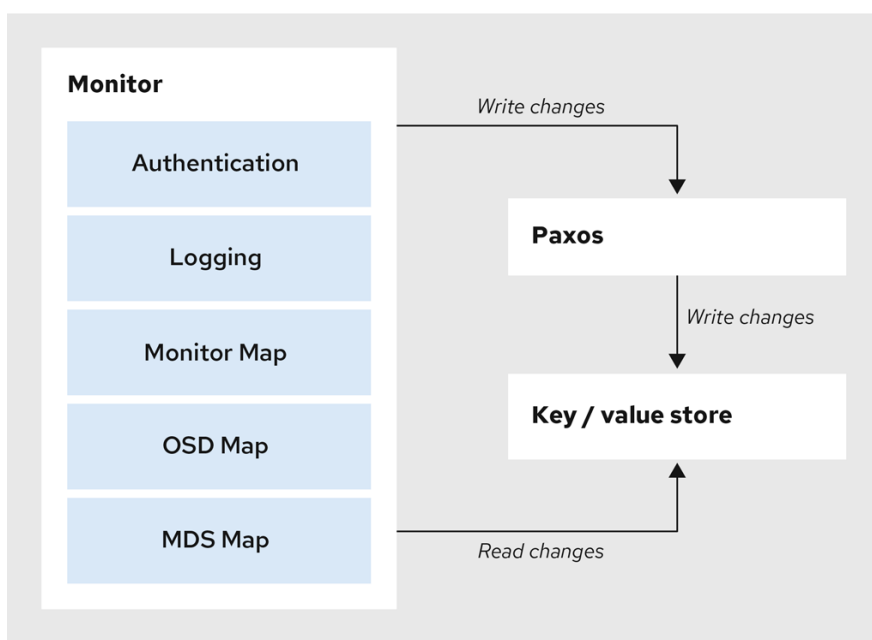 Monitor
Authentication
Logging
Monitor Map
OSD Map
MDS Map
Write changes
Paxos
Write changes
Key / value store
Read changes